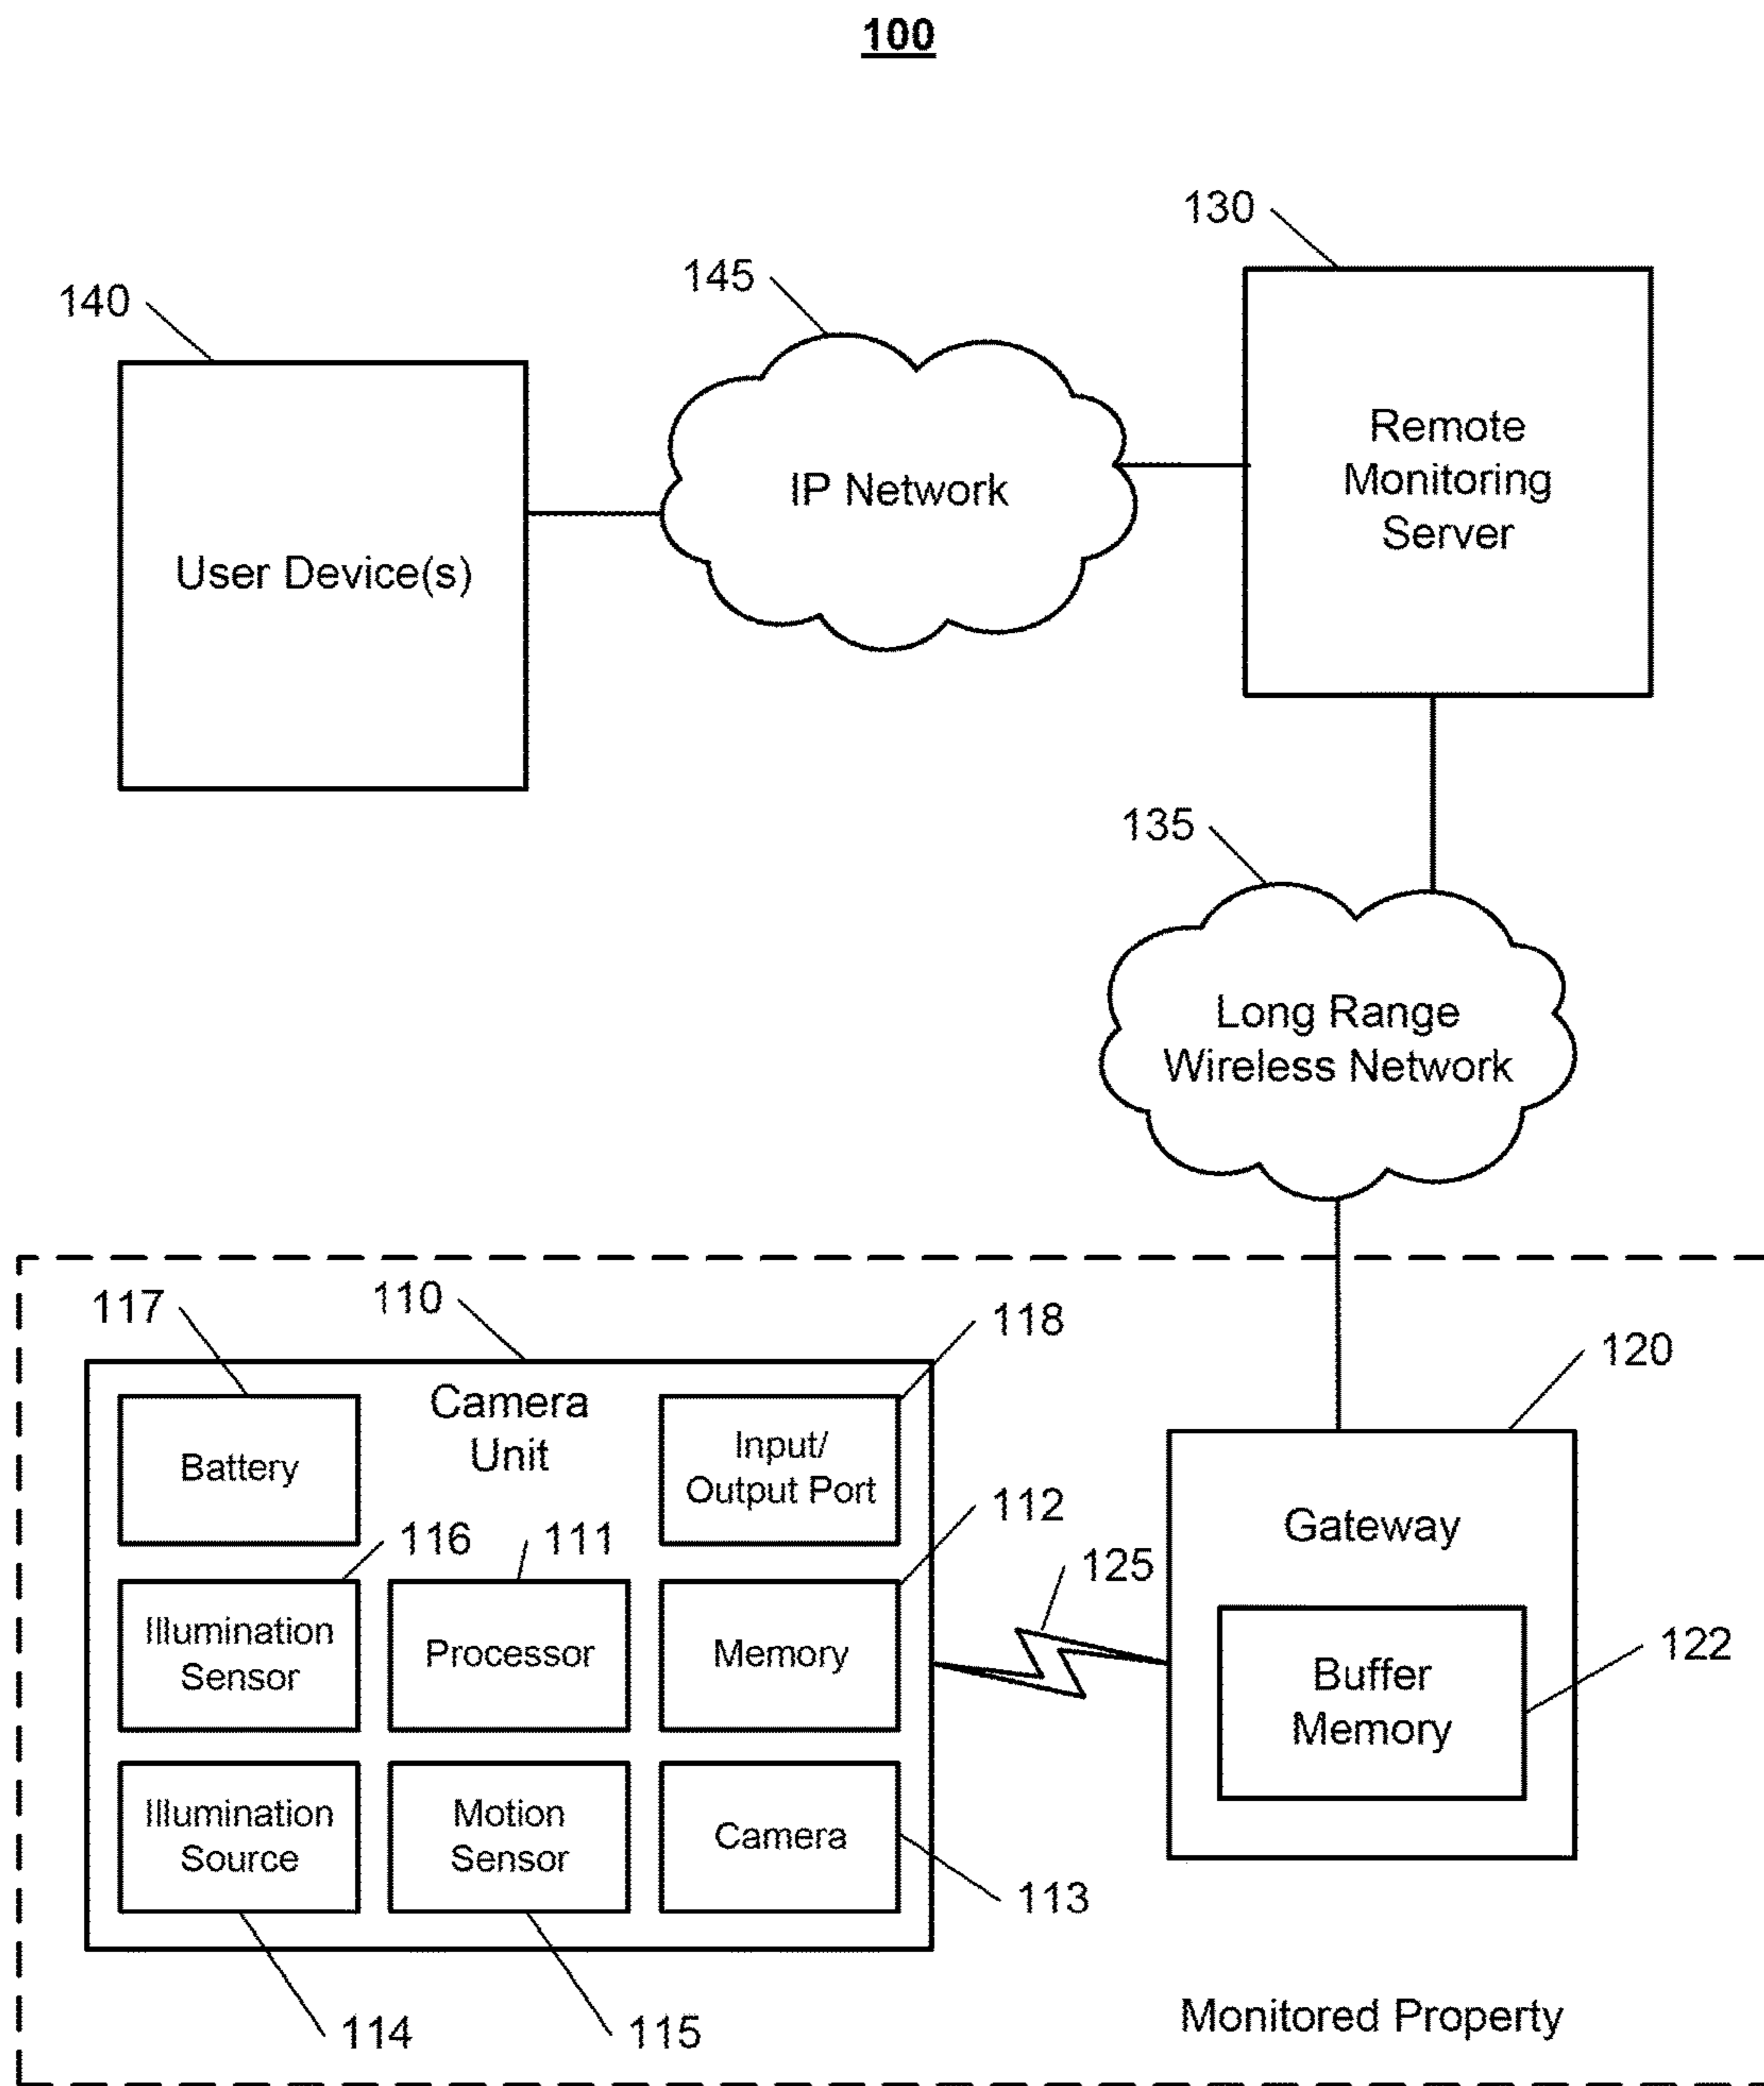 100
130
145
140
Remote
Monitoring
Server
IP Network
User Device(s)
135
Long Range
Wireless Network
117
110
118
120
Camera
Unit
Battery
Input/
Output Port
112
116
111
125
Gateway
Illumination
Sensor
Processor
Memory
Buffer
Memory
122
Illumination
Source
Motion
Sensor
Camera
113
114
115
Monitored Property